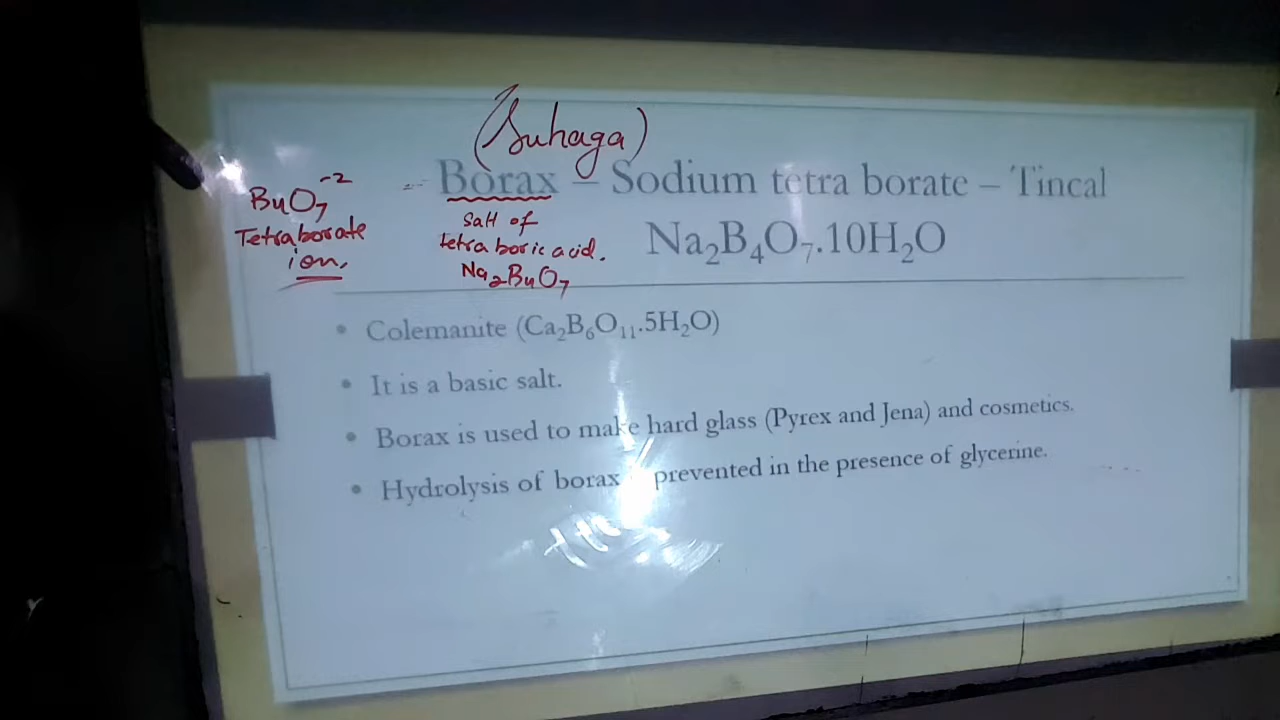 (Suhaga)
Borax – Sodium tetra borate – Tincal
Na₂B₄O₇.10H₂O
B4O7⁻²
Tetraborate
ion,
Salt of
tetra boric acid.
Na₂B4O₇
• Colemanite (Ca₂B₆O₁₁.5H₂O)
• It is a basic salt.
• Borax is used to make hard glass (Pyrex and Jena) and cosmetics.
• Hydrolysis of borax prevented in the presence of glycerine.